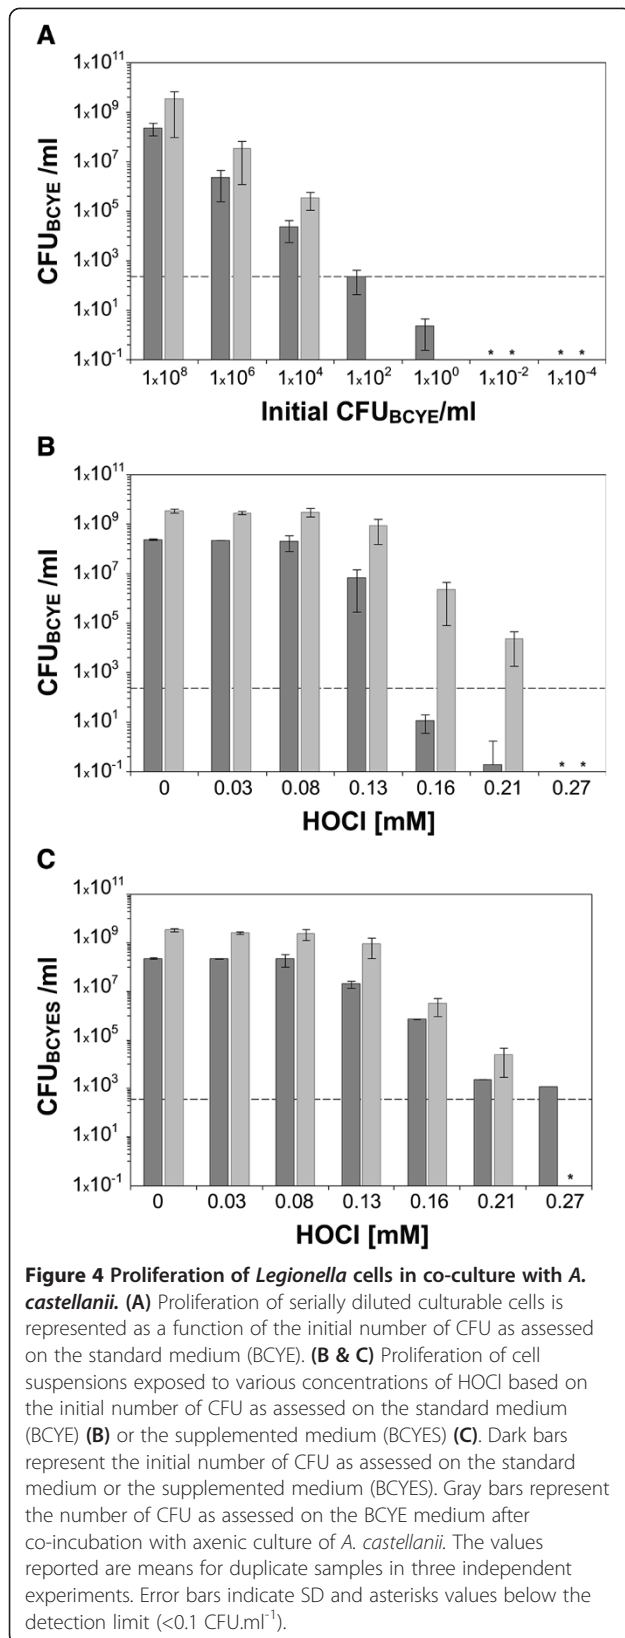 A
1x10^11
1x10^9
1x10^7
1x10^5
1x10^3
1x10^1
1x10^-1
CFU_BCYE /ml
* * * *
1x10^8 1x10^6 1x10^4 1x10^2 1x10^0 1x10^-2 1x10^-4
Initial CFU_BCYE/ml
B
1x10^11
1x10^9
1x10^7
1x10^5
1x10^3
1x10^1
1x10^-1
CFU_BCYE /ml
* *
0 0.03 0.08 0.13 0.16 0.21 0.27
HOCl [mM]
C
1x10^11
1x10^9
1x10^7
1x10^5
1x10^3
1x10^1
1x10^-1
CFU_BCYES /ml
*
0 0.03 0.08 0.13 0.16 0.21 0.27
HOCl [mM]
Figure 4 Proliferation of Legionella cells in co-culture with A.
castellanii. (A) Proliferation of serially diluted culturable cells is
represented as a function of the initial number of CFU as assessed
on the standard medium (BCYE). (B & C) Proliferation of cell
suspensions exposed to various concentrations of HOCl based on
the initial number of CFU as assessed on the standard medium
(BCYE) (B) or the supplemented medium (BCYES) (C). Dark bars
represent the initial number of CFU as assessed on the standard
medium or the supplemented medium (BCYES). Gray bars represent
the number of CFU as assessed on the BCYE medium after
co-incubation with axenic culture of A. castellanii. The values
reported are means for duplicate samples in three independent
experiments. Error bars indicate SD and asterisks values below the
detection limit (<0.1 CFU.ml^-1).